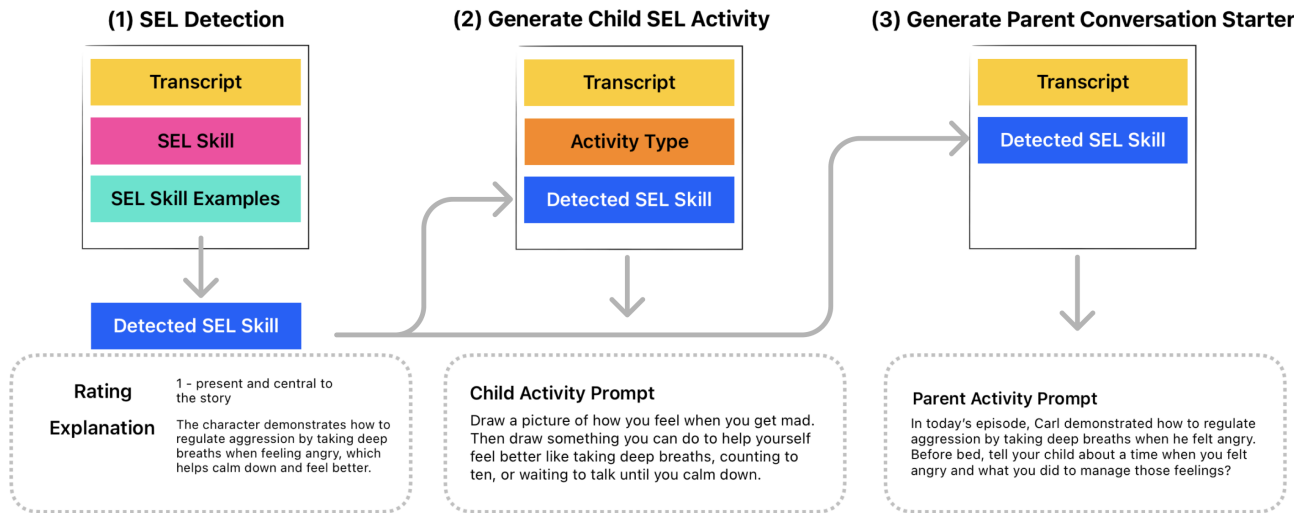 (1) SEL Detection
Transcript
SEL Skill
SEL Skill Examples
Detected SEL Skill
Rating
1 - present and central to
the story
Explanation
The character demonstrates how to
regulate aggression by taking deep
breaths when feeling angry, which
helps calm down and feel better.
(2) Generate Child SEL Activity
Transcript
Activity Type
Detected SEL Skill
Child Activity Prompt
Draw a picture of how you feel when you get mad.
Then draw something you can do to help yourself
feel better like taking deep breaths, counting to
ten, or waiting to talk until you calm down.
(3) Generate Parent Conversation Starter
Transcript
Detected SEL Skill
Parent Activity Prompt
In today's episode, Carl demonstrated how to regulate
aggression by taking deep breaths when he felt angry.
Before bed, tell your child about a time when you felt
angry and what you did to manage those feelings?